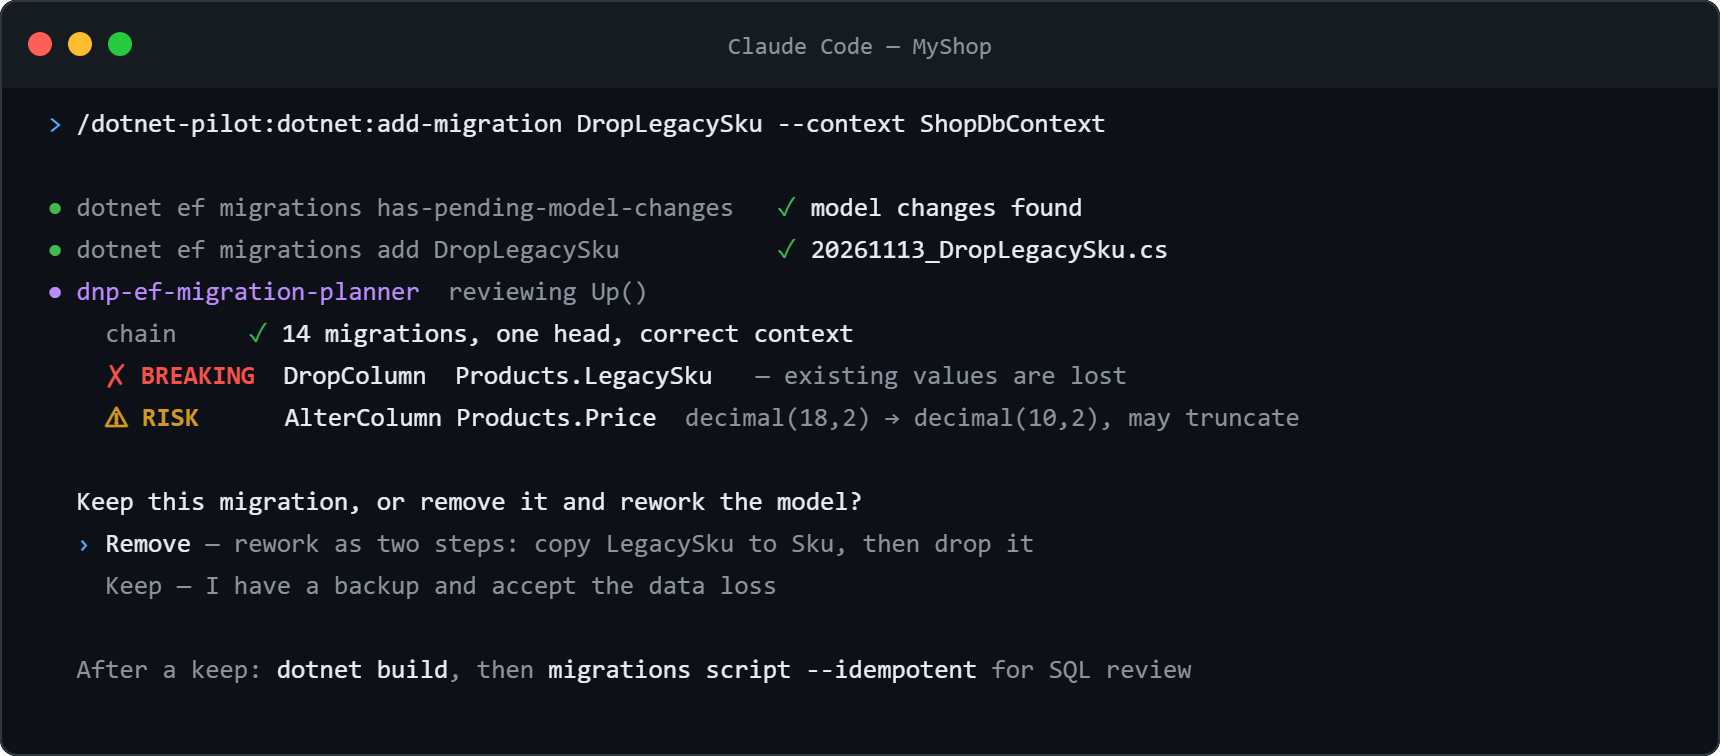 Claude Code — MyShop
> /dotnet-pilot:dotnet:add-migration DropLegacySku --context ShopDbContext
● dotnet ef migrations has-pending-model-changes ✓ model changes found
● dotnet ef migrations add DropLegacySku ✓ 20261113_DropLegacySku.cs
● dnp-ef-migration-planner reviewing Up()
chain ✓ 14 migrations, one head, correct context
✗ BREAKING DropColumn Products.LegacySku — existing values are lost
⚠ RISK AlterColumn Products.Price decimal(18,2) → decimal(10,2), may truncate
Keep this migration, or remove it and rework the model?
› Remove — rework as two steps: copy LegacySku to Sku, then drop it
Keep — I have a backup and accept the data loss
After a keep: dotnet build, then migrations script --idempotent for SQL review